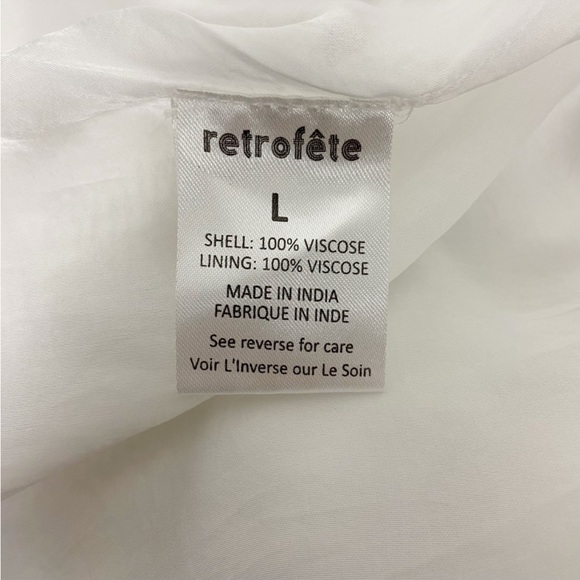 retrofête
L
SHELL: 100% VISCOSE
LINING: 100% VISCOSE
MADE IN INDIA
FABRIQUE IN INDE
See reverse for care
Voir L'Inverse our Le Soin